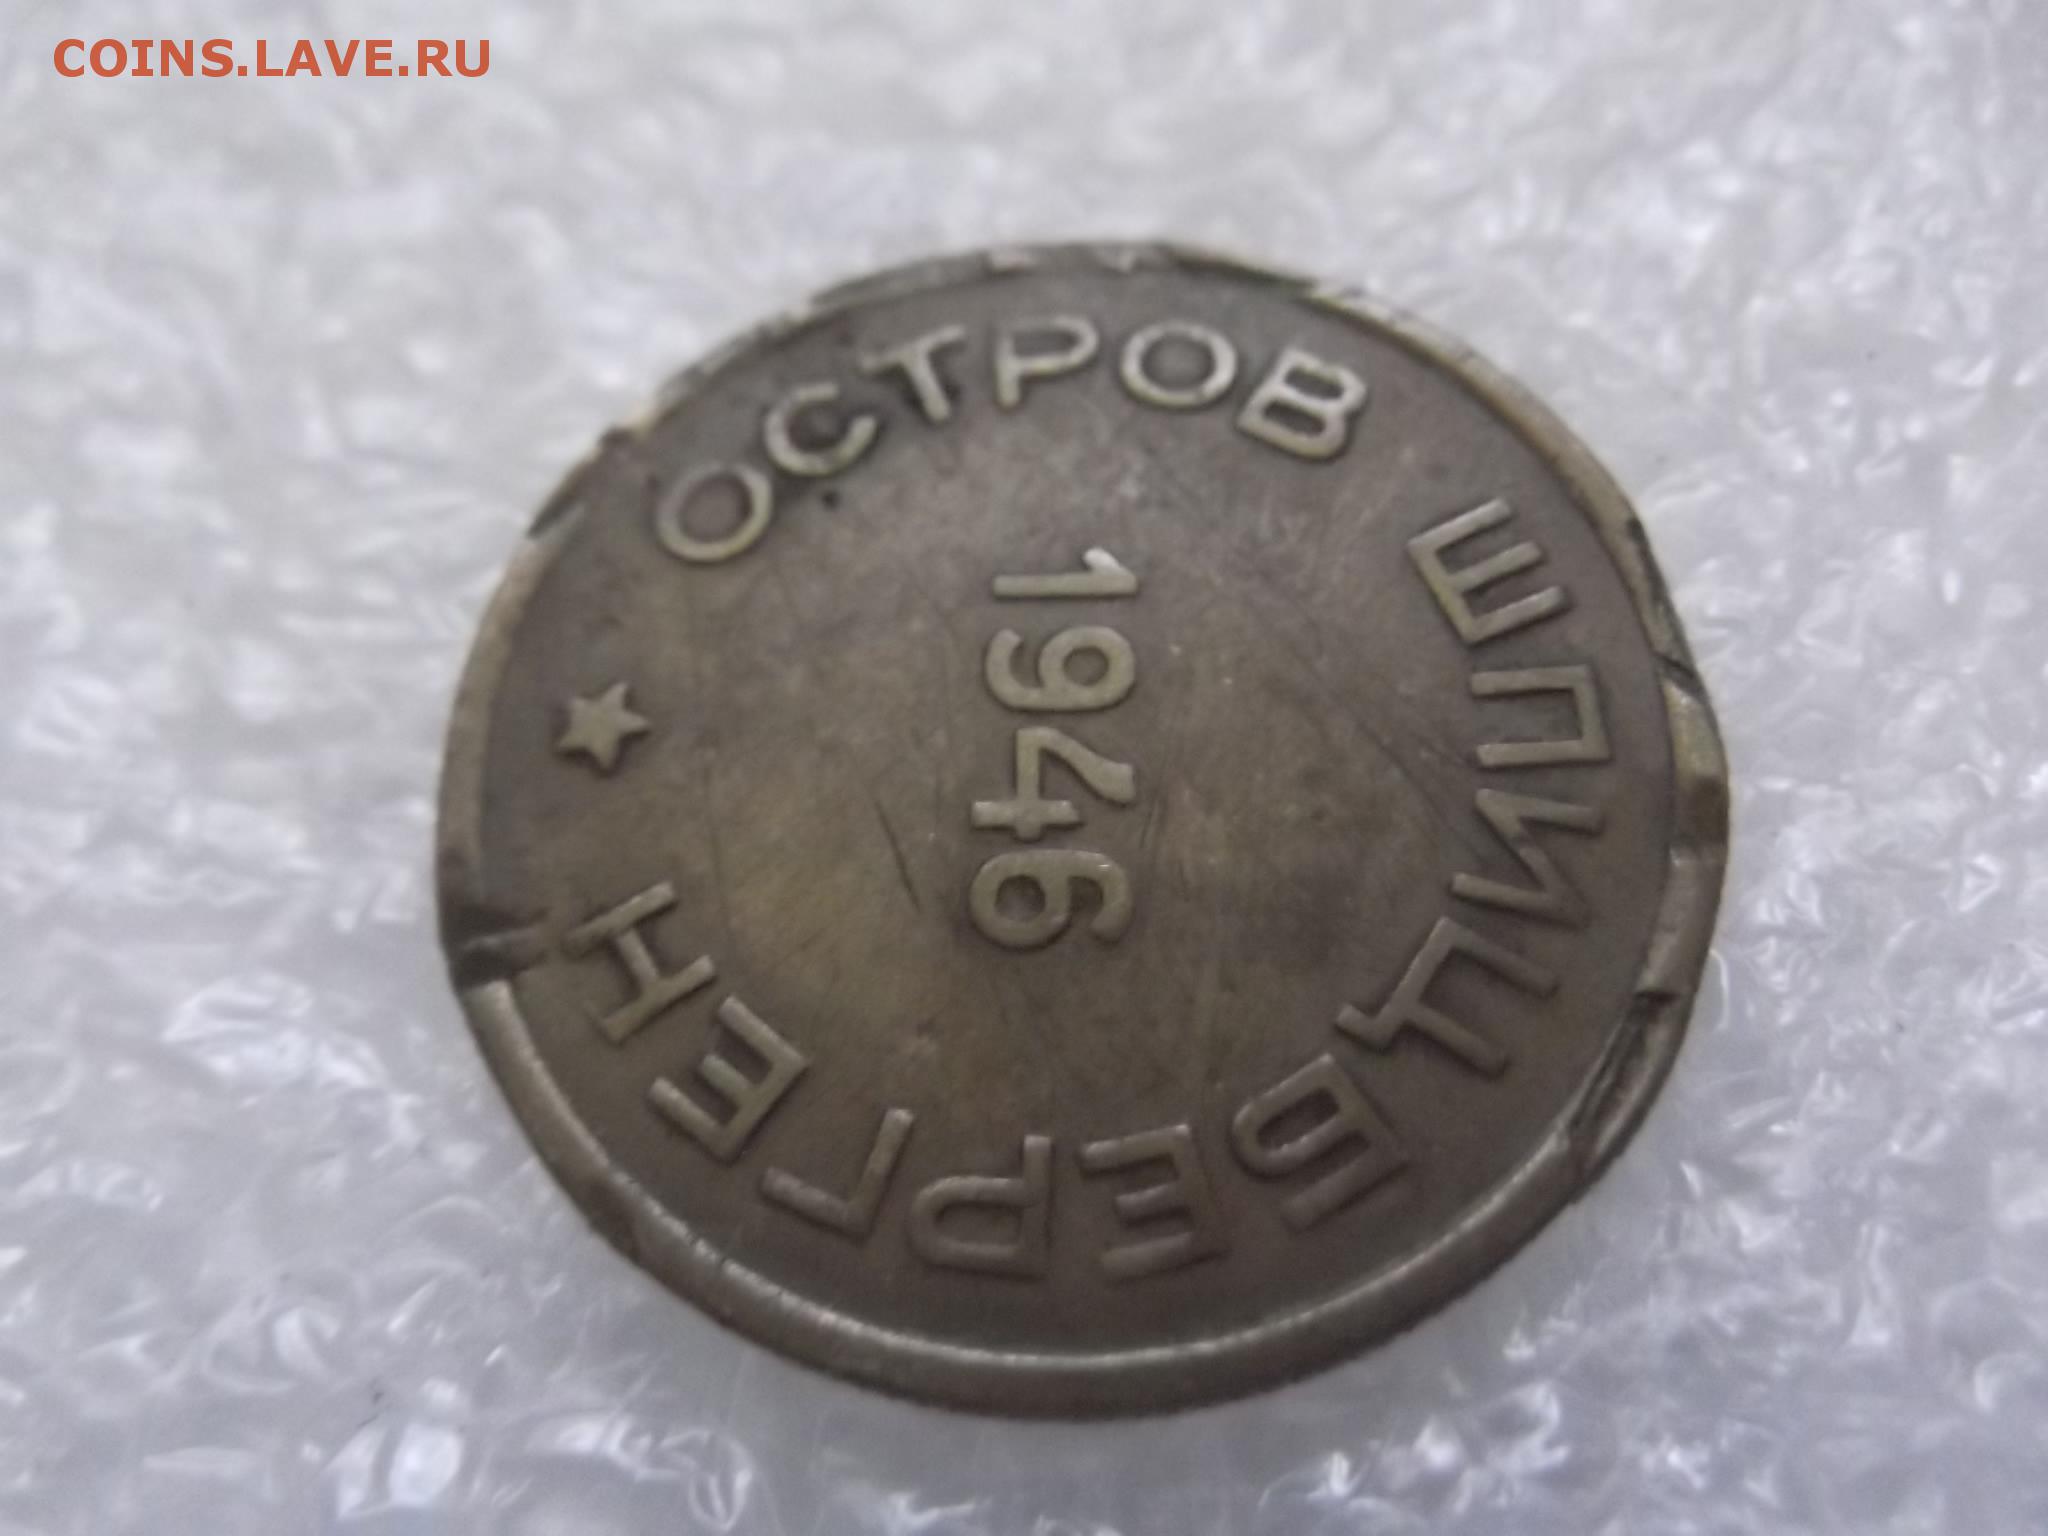 COINS.LAVE.RU
ОСТРОВ ШПИЦБЕРГЕН
1946